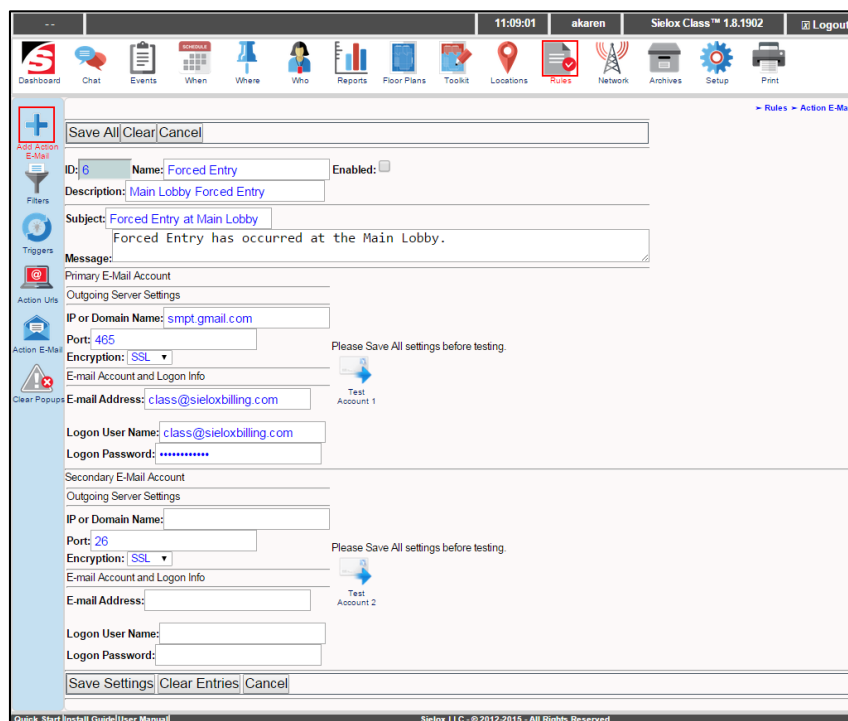 -- 11:09:01 akaren Sielox Class™ 1.8.1902 Logout
SCHEDULE
Dashboard Chat Events When Where Who Reports Floor Plans Toolkit Locations Rules Network Archives Setup Print
► Rules ► Action E-Ma
Add Action
E-Mail
Filters
Triggers
Action Urls
Action E-Mail
Clear Popups
Save All Clear Cancel
ID: 6 Name: Forced Entry Enabled:
Description: Main Lobby Forced Entry
Subject: Forced Entry at Main Lobby
Forced Entry has occurred at the Main Lobby.
Message:
Primary E-Mail Account
Outgoing Server Settings
IP or Domain Name: smpt.gmail.com
Port: 465
Encryption: SSL
Please Save All settings before testing.
Test
Account 1
E-mail Account and Logon Info
E-mail Address: class@sieloxbilling.com
Logon User Name: class@sieloxbilling.com
Logon Password: ••••••••••••
Secondary E-Mail Account
Outgoing Server Settings
IP or Domain Name:
Port: 26
Encryption: SSL
Please Save All settings before testing.
Test
Account 2
E-mail Account and Logon Info
E-mail Address:
Logon User Name:
Logon Password:
Save Settings Clear Entries Cancel
Quick Start|Install Guide|User Manual| Sielox LLC - © 2012-2015 - All Rights Reserved